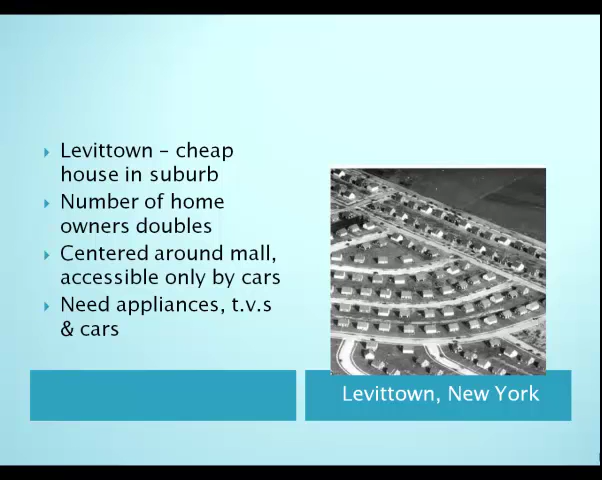 Levittown – cheap
house in suburb
Number of home
owners doubles
Centered around mall,
accessible only by cars
Need appliances, t.v.s
& cars
Levittown, New York